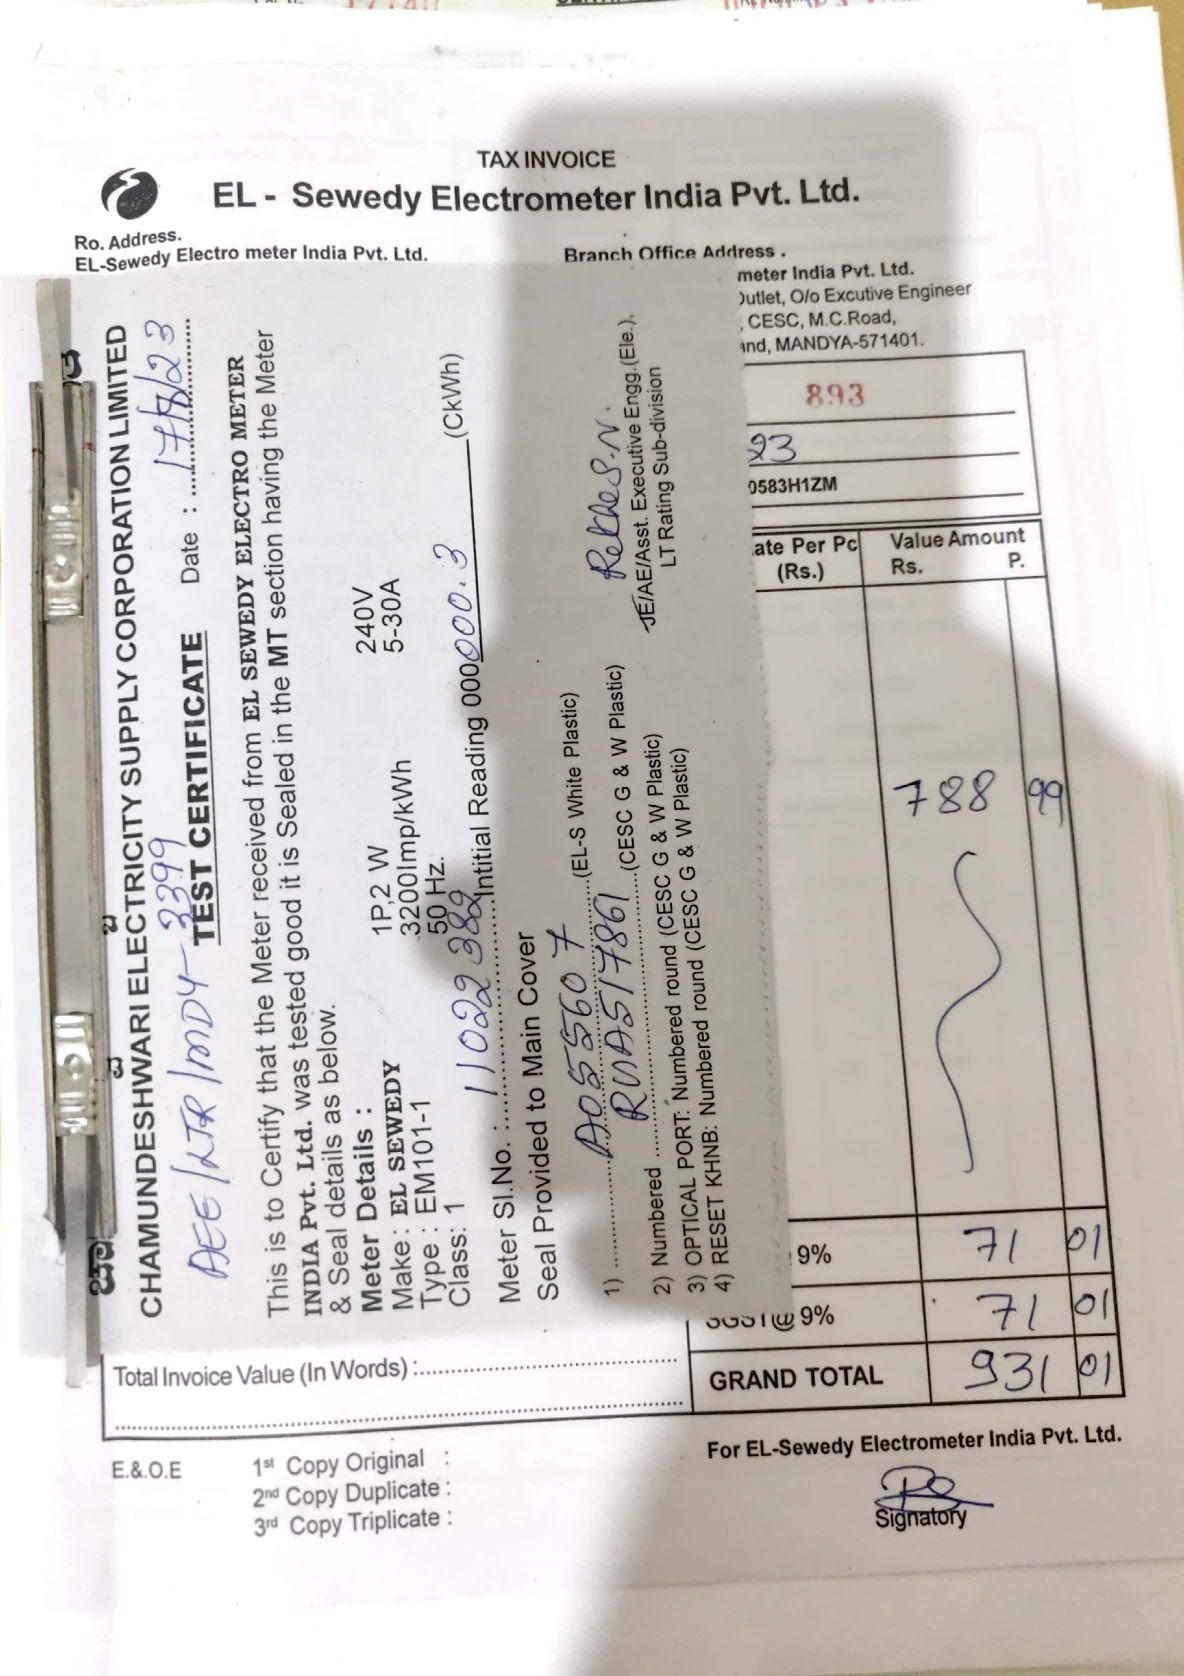 TAX INVOICE
EL - Sewedy Electrometer India Pvt. Ltd.
Ro. Address.
EL-Sewedy Electro meter India Pvt. Ltd.
Branch Office Address .
meter India Pvt. Ltd.
Outlet, O/o Excutive Engineer
, CESC, M.C.Road,
and, MANDYA-571401.
893
23
0583H1ZM
ate Per Pc Value Amount
(Rs.) Rs. P.
788 99
9% 71 01
SGST@ 9% 71 01
GRAND TOTAL 931 01
Total Invoice Value (In Words) :
For EL-Sewedy Electrometer India Pvt. Ltd.
E.&.O.E
1st Copy Original :
2nd Copy Duplicate :
3rd Copy Triplicate :
Signatory
CHAMUNDESHWARI ELECTRICITY SUPPLY CORPORATION LIMITED
AEE/LTR/MDY-3399 Date : 17/8/23
TEST CERTIFICATE
This is to Certify that the Meter received from EL SEWEDY ELECTRO METER
INDIA Pvt. Ltd. was tested good it is Sealed in the MT section having the Meter
& Seal details as below.
Meter Details :
Make : EL SEWEDY 1P,2 W 240V
Type : EM101-1 3200Imp/kWh 5-30A
Class: 1 50 Hz.
Meter Sl.No. : 11022382 Intitial Reading 000000.3 (CkWh)
Seal Provided to Main Cover
1) A055607 (EL-S White Plastic)
2) Numbered RUAS17861 (CESC G & W Plastic)
3) OPTICAL PORT: Numbered round (CESC G & W Plastic)
4) RESET KHNB: Numbered round (CESC G & W Plastic)
Rekha S.N.
JE/AE/Asst. Executive Engg.(Ele.),
LT Rating Sub-division